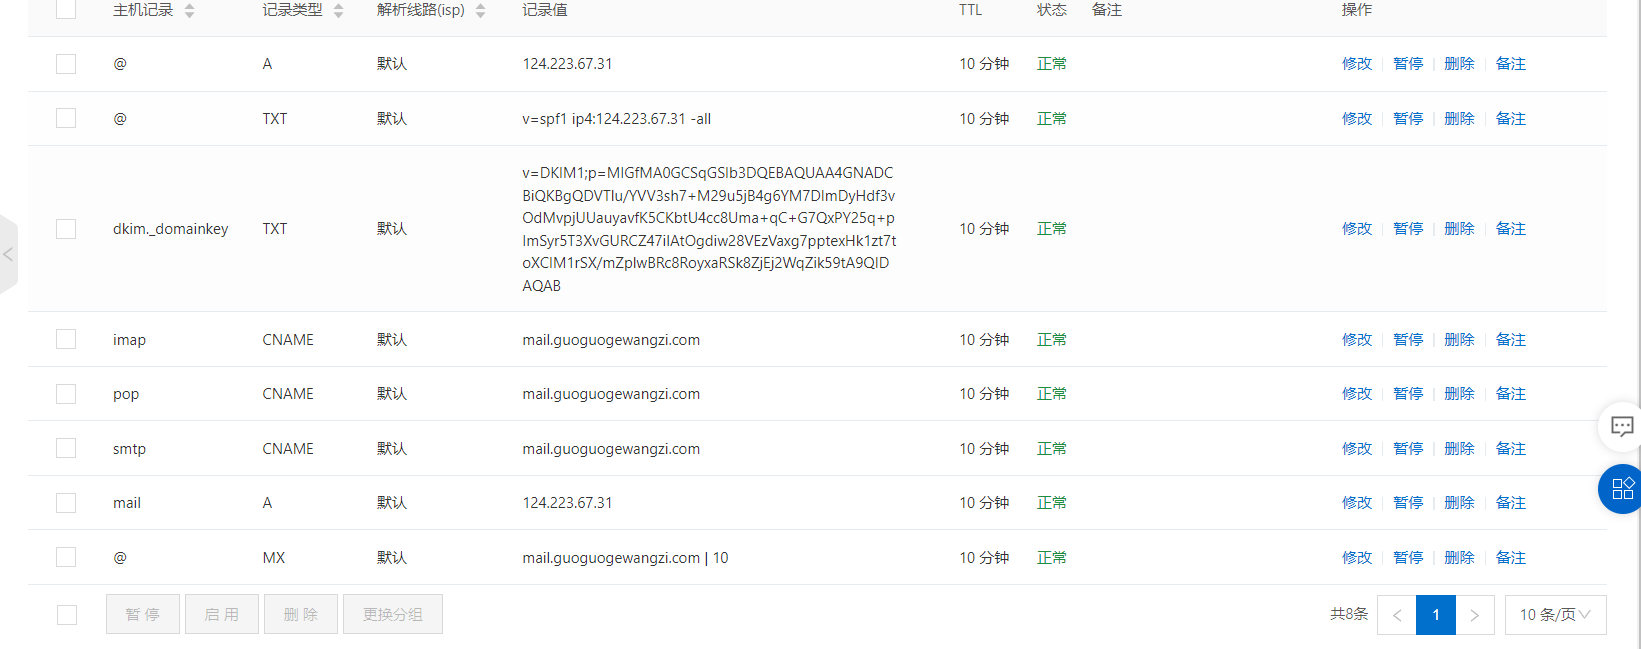 主机记录 记录类型 解析线路(isp) 记录值 TTL 状态 备注 操作
@ A 默认 124.223.67.31 10 分钟 正常 修改 暂停 删除 备注
@ TXT 默认 v=spf1 ip4:124.223.67.31 -all 10 分钟 正常 修改 暂停 删除 备注
dkim._domainkey TXT 默认 v=DKIM1;p=MIGfMA0GCSqGSIb3DQEBAQUAA4GNADC
BiQKBgQDVTIu/YVV3sh7+M29u5jB4g6YM7DImDyHdf3v
OdMvpjUUauyavfK5CKbtU4cc8Uma+qC+G7QxPY25q+p
ImSyr5T3XvGURCZ47iIAtOgdiw28VEzVaxg7pptexHk1zt7t
oXCIM1rSX/mZpIwBRc8RoyxaRSk8ZjEj2WqZik59tA9QID
AQAB 10 分钟 正常 修改 暂停 删除 备注
imap CNAME 默认 mail.guoguogewangzi.com 10 分钟 正常 修改 暂停 删除 备注
pop CNAME 默认 mail.guoguogewangzi.com 10 分钟 正常 修改 暂停 删除 备注
smtp CNAME 默认 mail.guoguogewangzi.com 10 分钟 正常 修改 暂停 删除 备注
mail A 默认 124.223.67.31 10 分钟 正常 修改 暂停 删除 备注
@ MX 默认 mail.guoguogewangzi.com | 10 10 分钟 正常 修改 暂停 删除 备注
暂停 启用 删除 更换分组 共8条 < 1 > 10 条/页